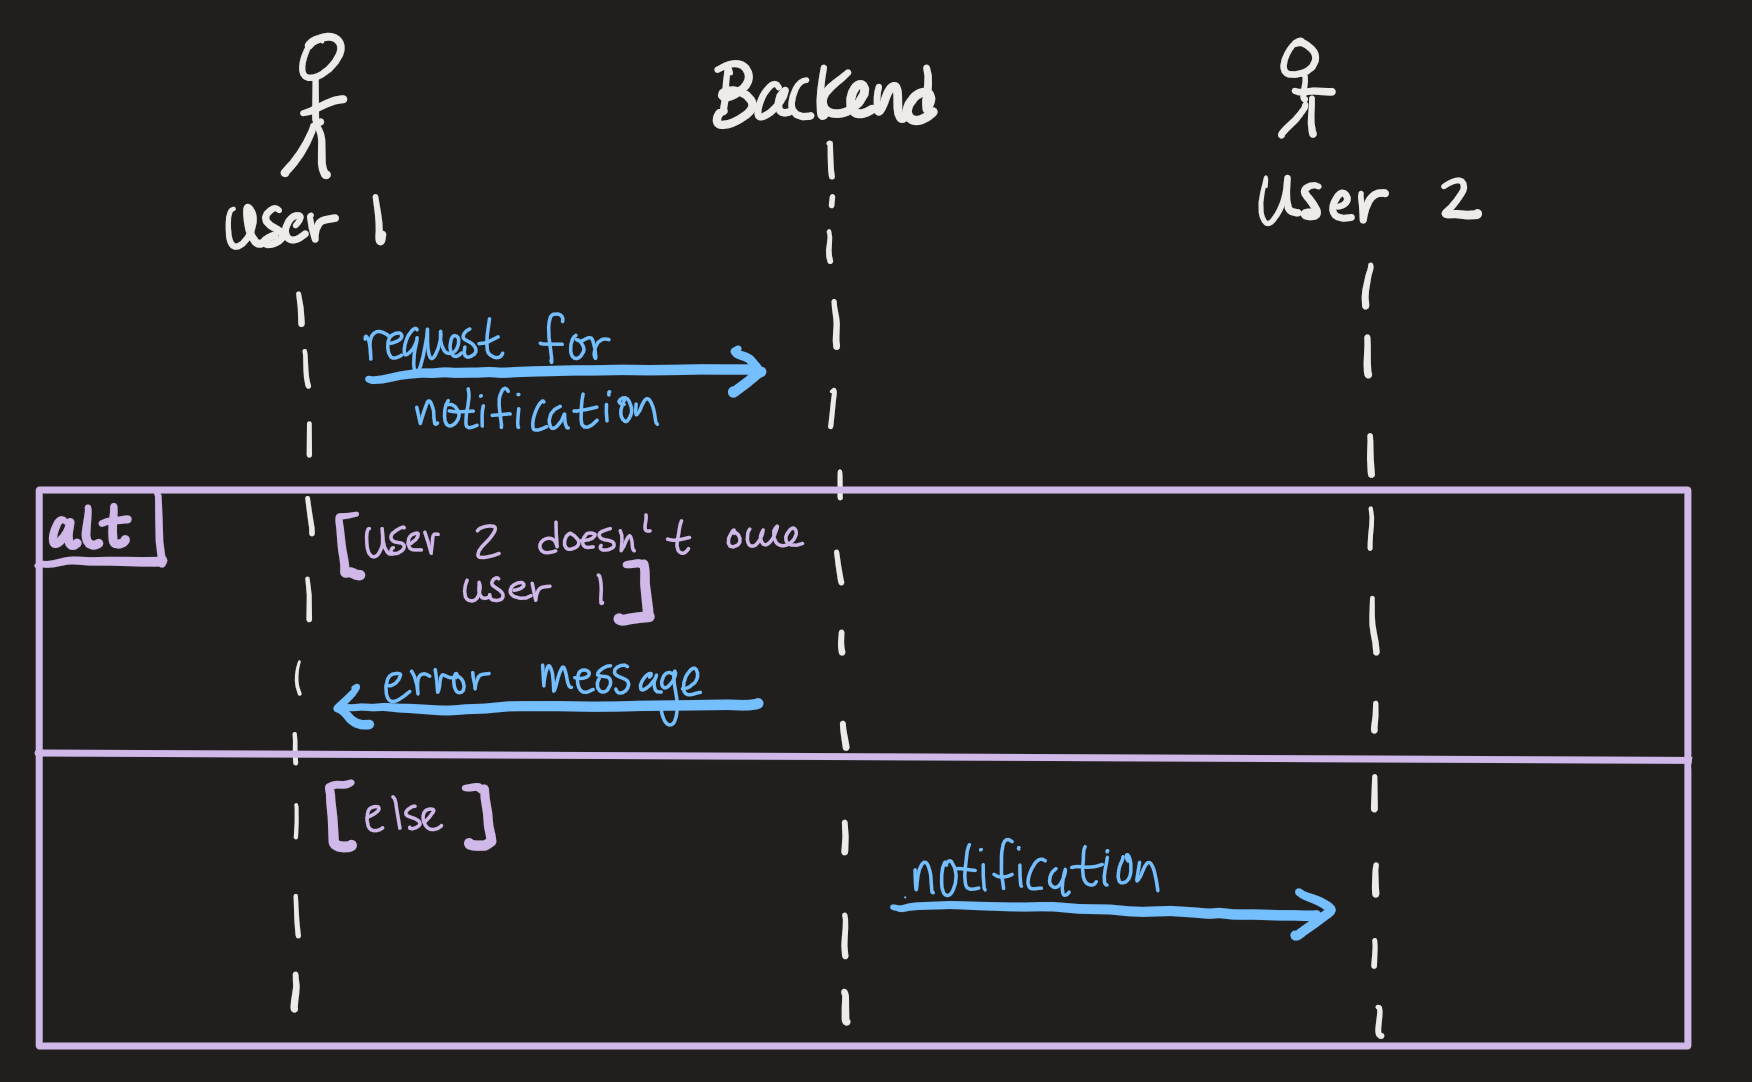 Backend
User 1
User 2
request for
notification
alt
[user 2 doesn't owe
user 1]
error message
[else]
notification